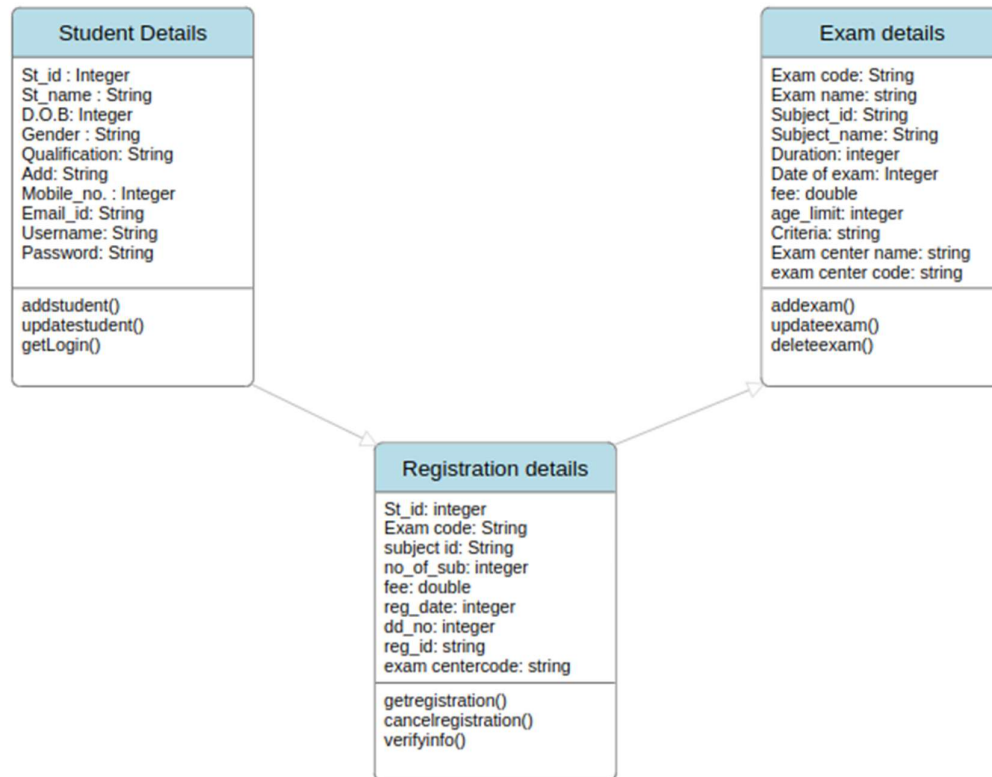 Student Details
St_id : Integer
St_name : String
D.O.B: Integer
Gender : String
Qualification: String
Add: String
Mobile_no. : Integer
Email_id: String
Username: String
Password: String
addstudent()
updatestudent()
getLogin()
Exam details
Exam code: String
Exam name: string
Subject_id: String
Subject_name: String
Duration: integer
Date of exam: Integer
fee: double
age_limit: integer
Criteria: string
Exam center name: string
exam center code: string
addexam()
updateexam()
deleteexam()
Registration details
St_id: integer
Exam code: String
subject id: String
no_of_sub: integer
fee: double
reg_date: integer
dd_no: integer
reg_id: string
exam centercode: string
getregistration()
cancelregistration()
verifyinfo()